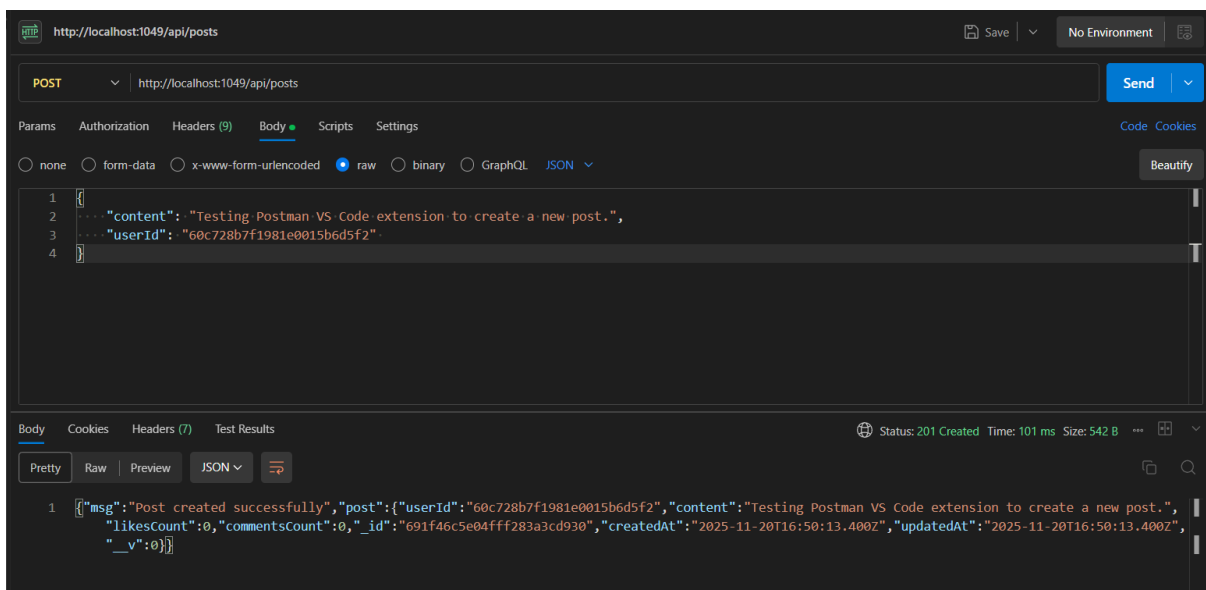 HTTP http://localhost:1049/api/posts Save No Environment
POST http://localhost:1049/api/posts Send
Params Authorization Headers (9) Body Scripts Settings Code Cookies
none form-data x-www-form-urlencoded raw binary GraphQL JSON Beautify
1 {
2 "content": "Testing Postman VS Code extension to create a new post.",
3 "userId": "60c728b7f1981e0015b6d5f2"
4 }
Body Cookies Headers (7) Test Results Status: 201 Created Time: 101 ms Size: 542 B
Pretty Raw Preview JSON
1 {"msg":"Post created successfully","post":{"userId":"60c728b7f1981e0015b6d5f2","content":"Testing Postman VS Code extension to create a new post.",
"likesCount":0,"commentsCount":0,"_id":"691f46c5e04fff283a3cd930","createdAt":"2025-11-20T16:50:13.400Z","updatedAt":"2025-11-20T16:50:13.400Z",
"__v":0}}